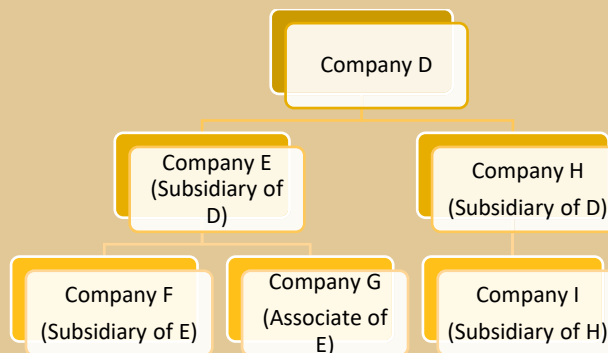 Company D
Company E
(Subsidiary of
D)
Company H
(Subsidiary of D)
Company F
(Subsidiary of E)
Company G
(Associate of
E)
Company I
(Subsidiary of H)